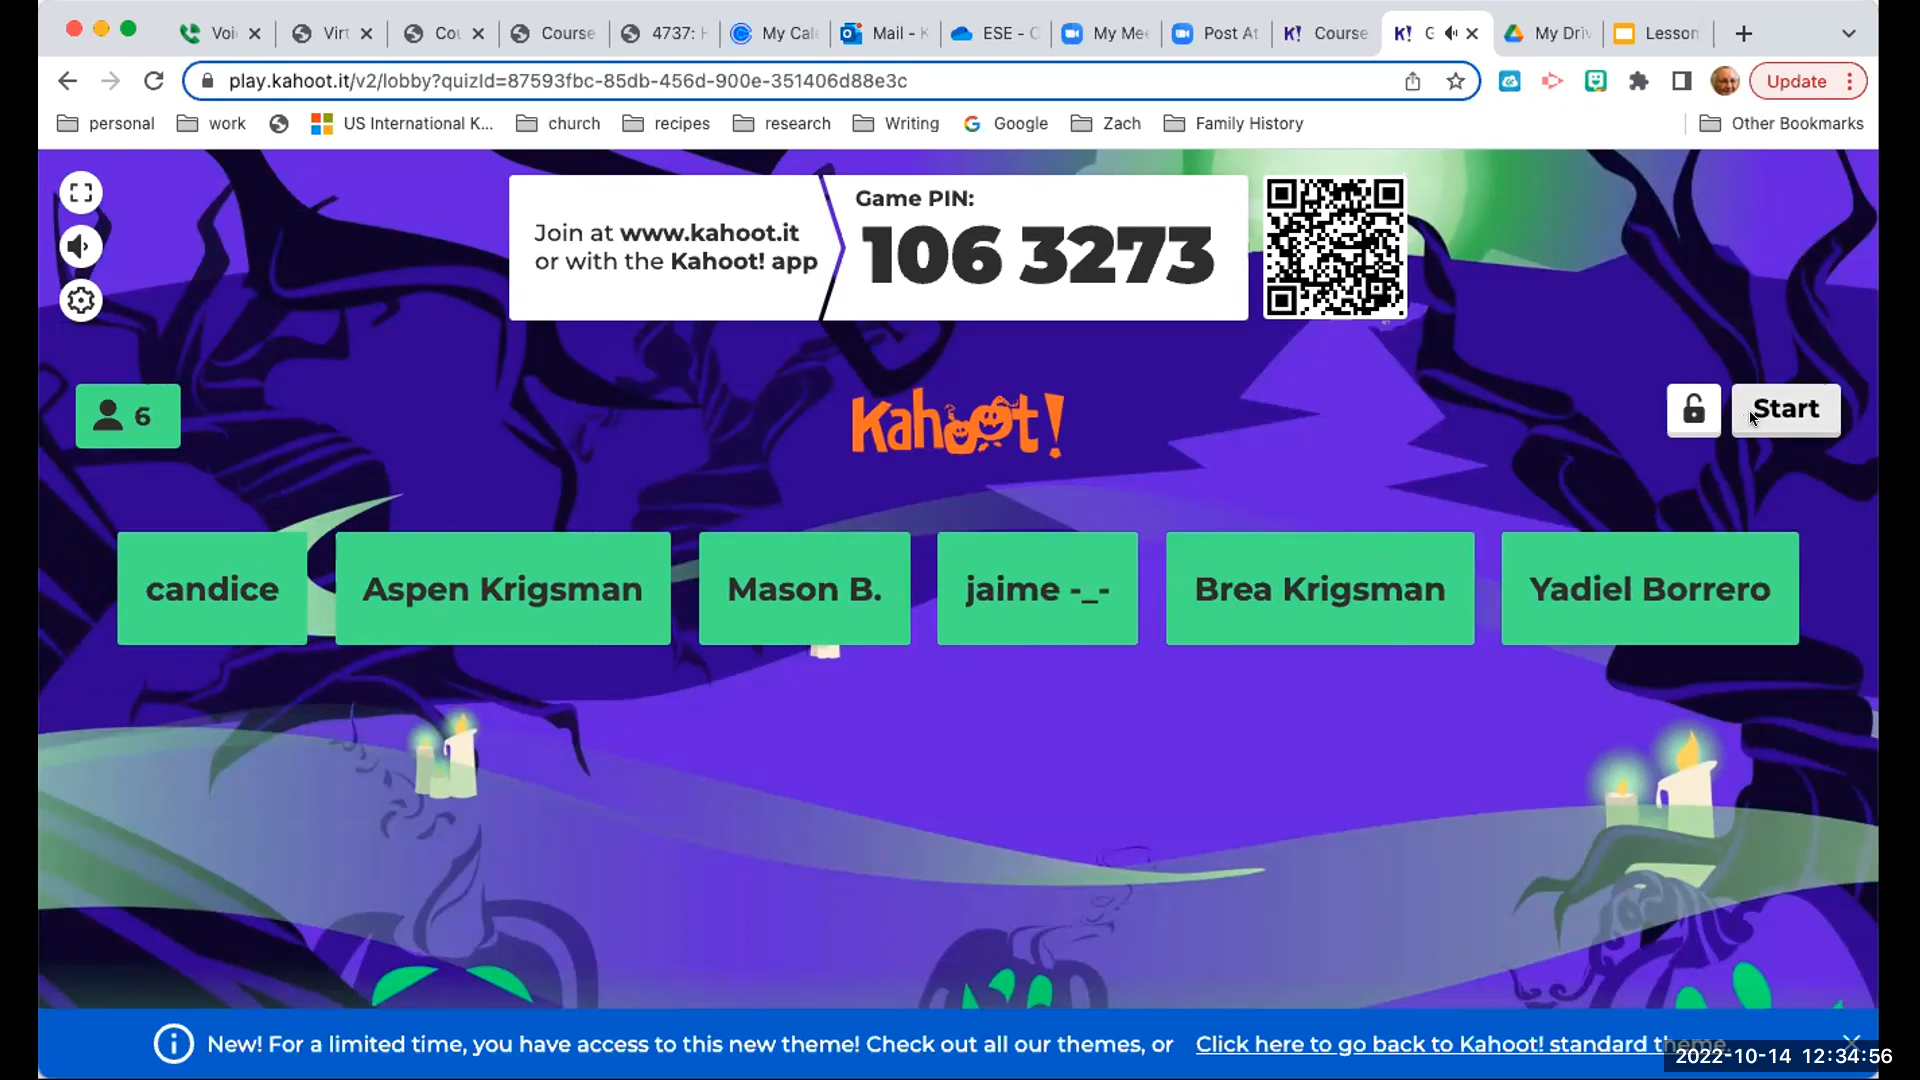 Voi
Virt
Cou
Course
4737: H
My Cale
Mail - K
ESE - C
My Mee
Post At
K! Course
K! G
My Driv
Lesson
play.kahoot.it/v2/lobby?quizId=87593fbc-85db-456d-900e-351406d88e3c
Update
personal
work
US International K...
church
recipes
research
Writing
Google
Zach
Family History
Other Bookmarks
Join at www.kahoot.it
or with the Kahoot! app
Game PIN:
106 3273
6
Kahoot!
Start
candice
Aspen Krigsman
Mason B.
jaime -_-
Brea Krigsman
Yadiel Borrero
New! For a limited time, you have access to this new theme! Check out all our themes, or Click here to go back to Kahoot! standard theme.
2022-10-14 12:34:56